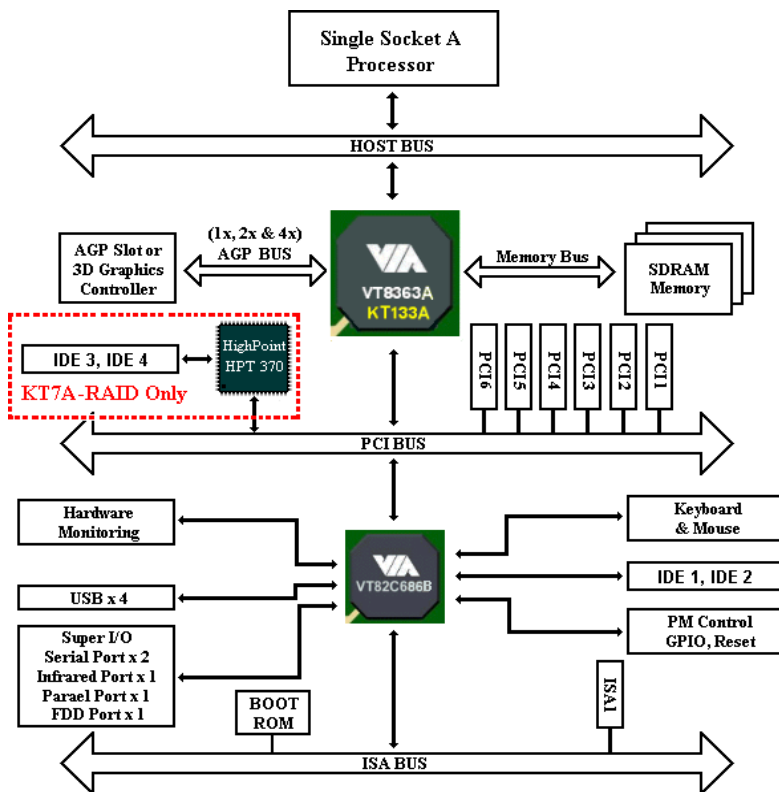 Single Socket A
Processor
HOST BUS
(1x, 2x & 4x)
AGP BUS
AGP Slot or
3D Graphics
Controller
VIA
VT8363A
KT133A
Memory Bus
SDRAM
Memory
IDE 3, IDE 4
HighPoint
HPT 370
KT7A-RAID Only
PCI6
PCI5
PCI4
PCI3
PCI2
PCI1
PCI BUS
Hardware
Monitoring
USB x 4
Super I/O
Serial Port x 2
Infrared Port x 1
Parael Port x 1
FDD Port x 1
VIA
VT82C686B
Keyboard
& Mouse
IDE 1, IDE 2
PM Control
GPIO, Reset
BOOT
ROM
ISA1
ISA BUS